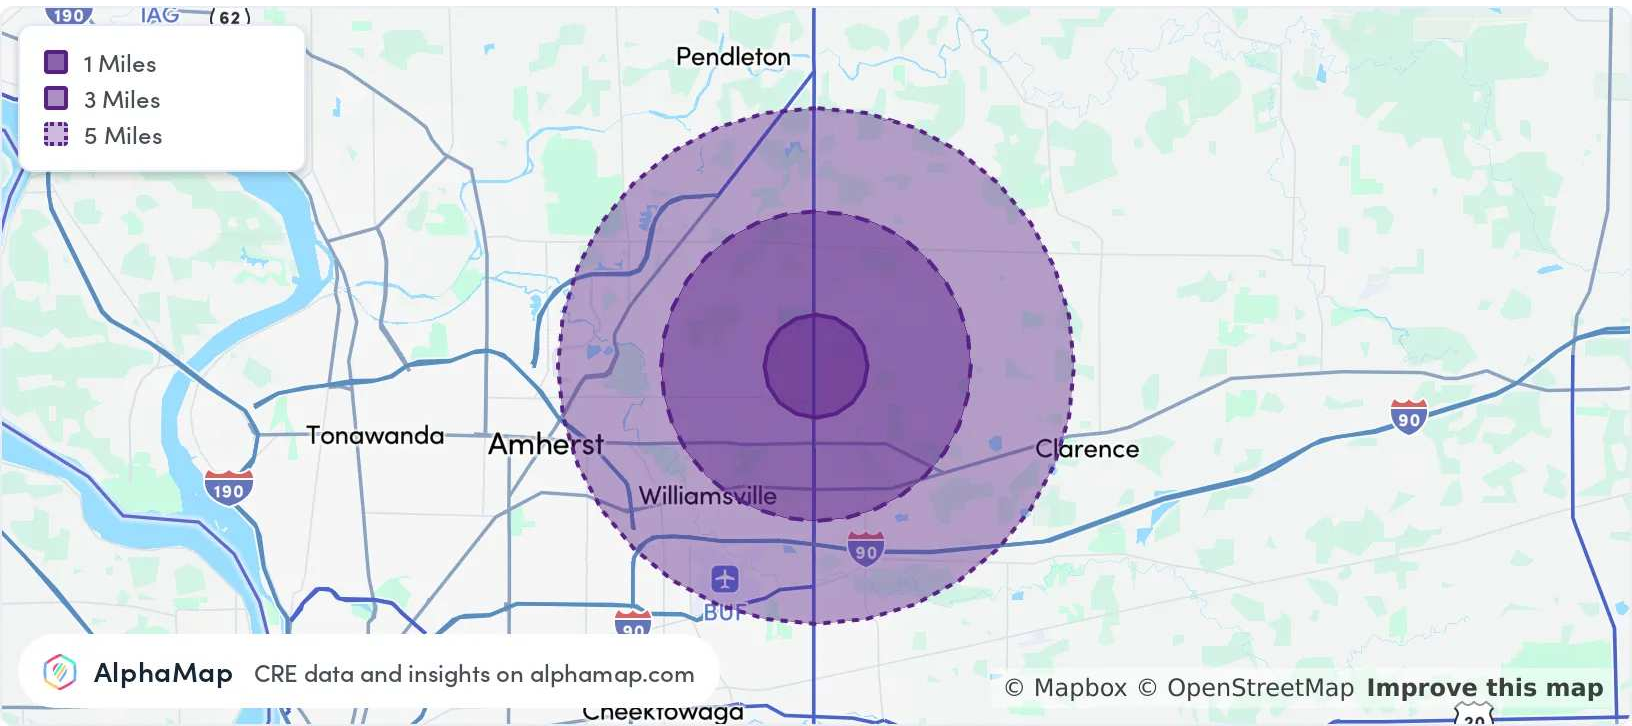 190
IAG
62
1 Miles
3 Miles
5 Miles
Pendleton
Tonawanda
Amherst
Clarence
90
190
Williamsville
90
BUF
90
AlphaMap CRE data and insights on alphamap.com
© Mapbox © OpenStreetMap Improve this map
Cheektowaga
20